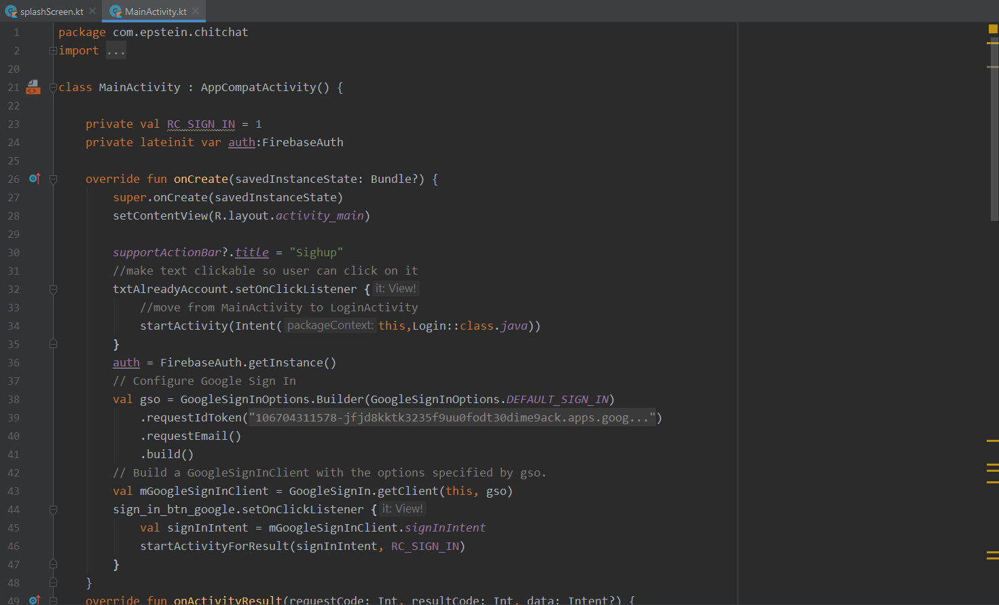 splashScreen.kt MainActivity.kt
1 package com.epstein.chitchat
2 import ...
20
21 class MainActivity : AppCompatActivity() {
22
23 private val RC_SIGN_IN = 1
24 private lateinit var auth:FirebaseAuth
25
26 override fun onCreate(savedInstanceState: Bundle?) {
27 super.onCreate(savedInstanceState)
28 setContentView(R.layout.activity_main)
29
30 supportActionBar?.title = "Sighup"
31 //make text clickable so user can click on it
32 txtAlreadyAccount.setOnClickListener { it: View!
33 //move from MainActivity to LoginActivity
34 startActivity(Intent( packageContext: this,Login::class.java))
35 }
36 auth = FirebaseAuth.getInstance()
37 // Configure Google Sign In
38 val gso = GoogleSignInOptions.Builder(GoogleSignInOptions.DEFAULT_SIGN_IN)
39 .requestIdToken("106704311578-jfjd8kktk3235f9uu0fodt30dime9ack.apps.goog...")
40 .requestEmail()
41 .build()
42 // Build a GoogleSignInClient with the options specified by gso.
43 val mGoogleSignInClient = GoogleSignIn.getClient(this, gso)
44 sign_in_btn_google.setOnClickListener { it: View!
45 val signInIntent = mGoogleSignInClient.signInIntent
46 startActivityForResult(signInIntent, RC_SIGN_IN)
47 }
48 }
49 override fun onActivityResult(requestCode: Int, resultCode: Int, data: Intent?) {